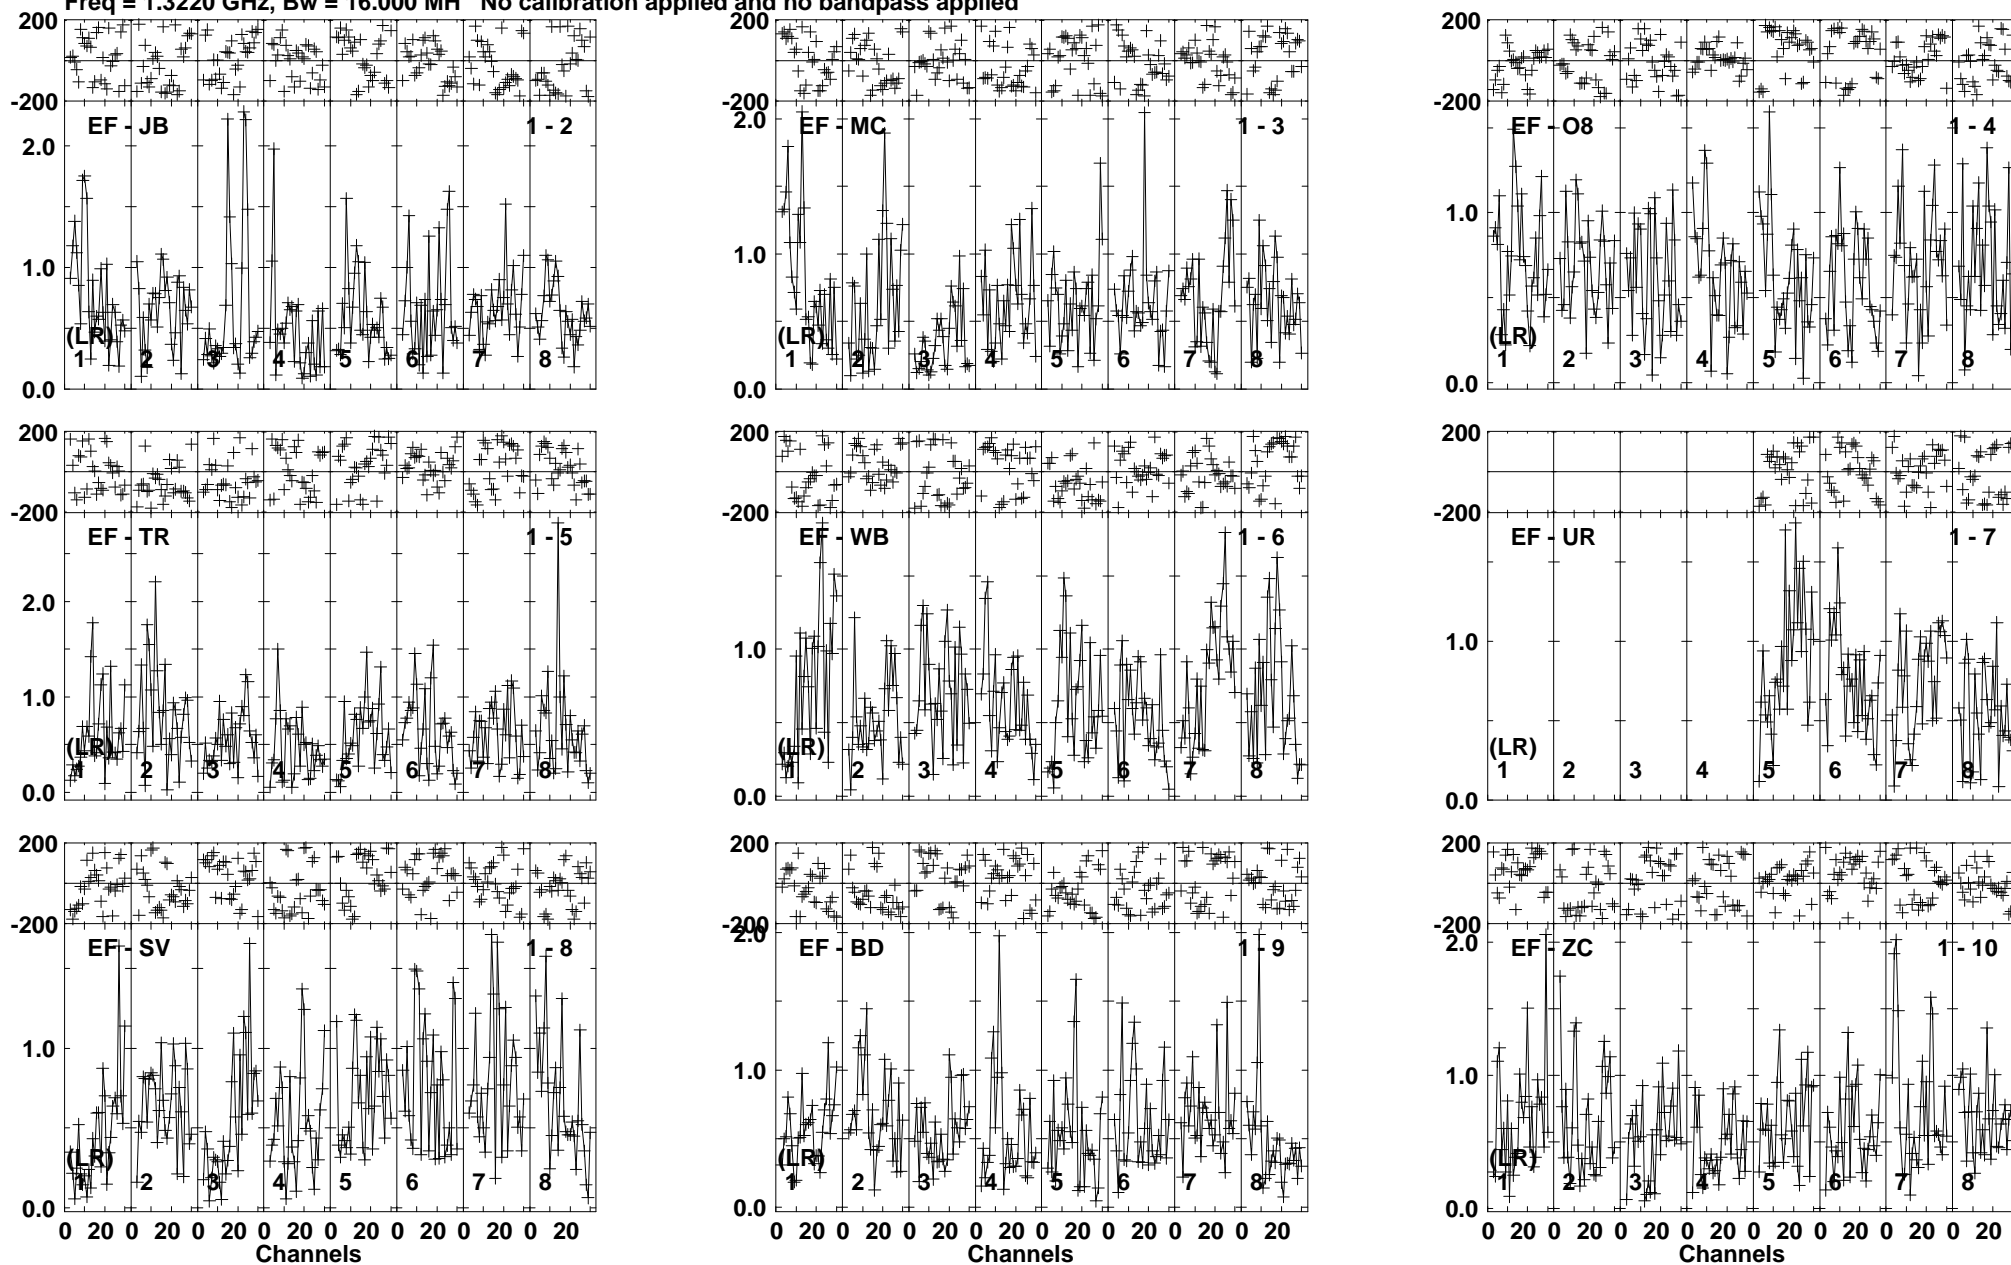 Freq = 1.3220 GHz, Bw = 16.000 MH No calibration applied and no bandpass applied
200
-200
EF - JB 1 - 2
2.0
1.0
(LR)
1 2 3 4 5 6 7 8
0.0
200
-200
EF - MC 1 - 3
2.0
1.0
(LR)
1 2 3 4 5 6 7 8
0.0
200
-200
EF - O8 1 - 4
1.0
(LR)
1 2 3 4 5 6 7 8
0.0
200
-200
EF - TR 1 - 5
2.0
1.0
(LR)
1 2 3 4 5 6 7 8
0.0
200
-200
EF - WB 1 - 6
1.0
(LR)
1 2 3 4 5 6 7 8
0.0
200
-200
EF - UR 1 - 7
1.0
(LR)
1 2 3 4 5 6 7 8
0.0
200
-200
EF - SV 1 - 8
1.0
(LR)
1 2 3 4 5 6 7 8
0.0
0 20 0 20 0 20 0 20 0 20 0 20 0 20 0 20
Channels
200
-200
2.0
EF - BD 1 - 9
1.0
(LR)
1 2 3 4 5 6 7 8
0.0
0 20 0 20 0 20 0 20 0 20 0 20 0 20 0 20
Channels
200
-200
2.0
EF - ZC 1 - 10
1.0
(LR)
1 2 3 4 5 6 7 8
0.0
0 20 0 20 0 20 0 20 0 20 0 20 0 20 0 20
Channels